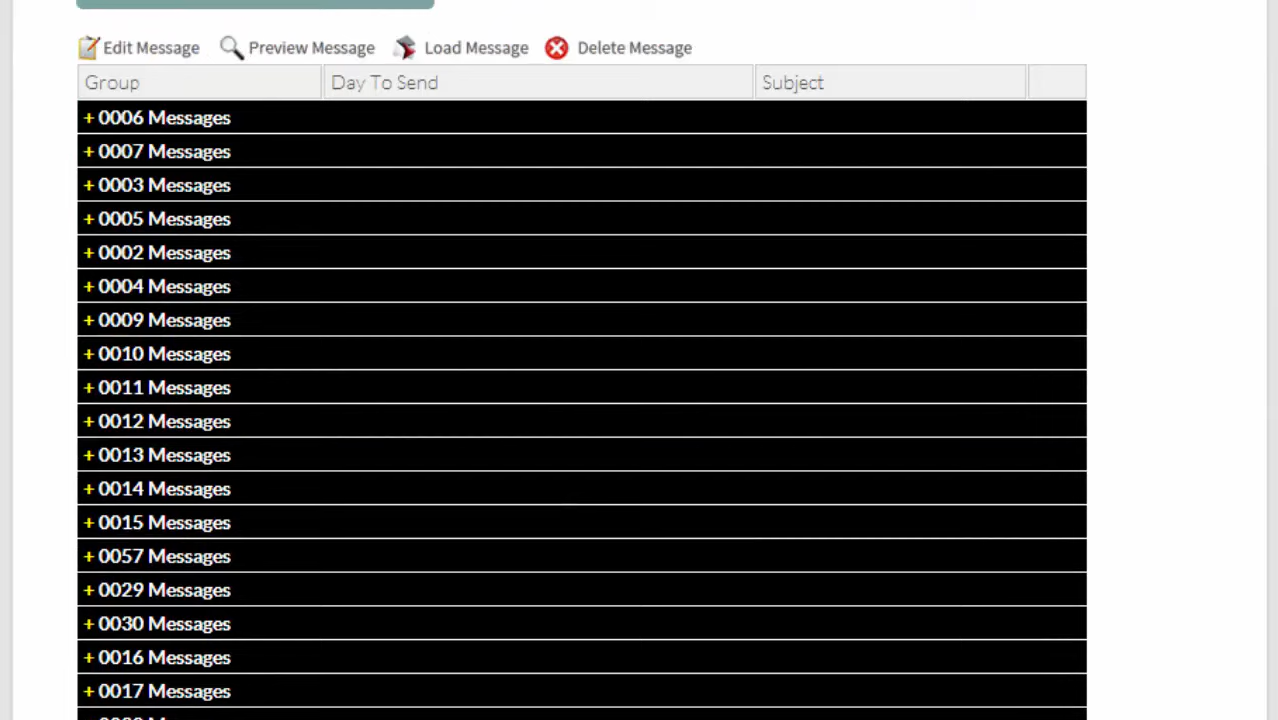 Edit Message Preview Message Load Message Delete Message
Group Day To Send Subject
+ 0006 Messages
+ 0007 Messages
+ 0003 Messages
+ 0005 Messages
+ 0002 Messages
+ 0004 Messages
+ 0009 Messages
+ 0010 Messages
+ 0011 Messages
+ 0012 Messages
+ 0013 Messages
+ 0014 Messages
+ 0015 Messages
+ 0057 Messages
+ 0029 Messages
+ 0030 Messages
+ 0016 Messages
+ 0017 Messages